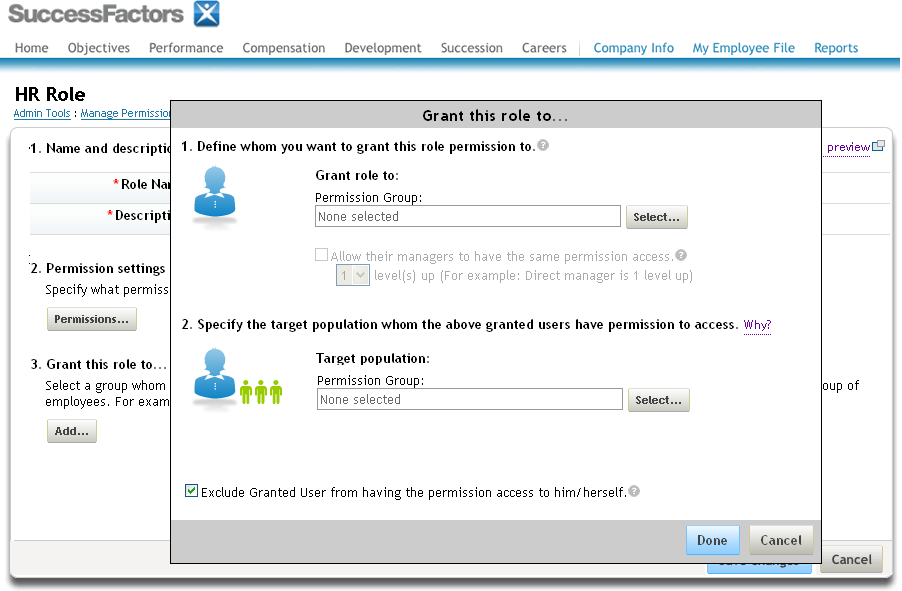 SuccessFactors
Home Objectives Performance Compensation Development Succession Careers Company Info My Employee File Reports
HR Role
Admin Tools : Manage Permission
Grant this role to...
1. Name and descriptio
preview
*Role Na
*Descripti
2. Permission settings
Specify what permiss
Permissions...
3. Grant this role to...
Select a group whom
oup of
employees. For exam
Add...
1. Define whom you want to grant this role permission to.
Grant role to:
Permission Group:
None selected
Select...
Allow their managers to have the same permission access.
1 level(s) up (For example: Direct manager is 1 level up)
2. Specify the target population whom the above granted users have permission to access. Why?
Target population:
Permission Group:
None selected
Select...
Exclude Granted User from having the permission access to him/herself.
Done Cancel
Save Changes Cancel